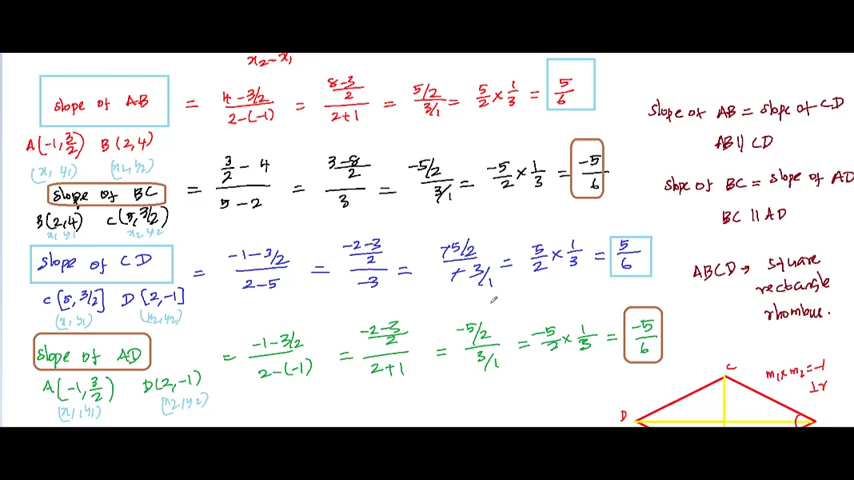 x₂-x₁
slope of AB = (4-3/2)/(2-(-1)) = ((8-3)/2)/(2+1) = (5/2)/(3/1) = 5/2 × 1/3 = 5/6
A(-1, 3/2) B(2,4)
(x₁, y₁) (x₂, y₂)
slope of BC = (3/2 - 4)/(5-2) = ((3-8)/2)/3 = (-5/2)/(3/1) = -5/2 × 1/3 = -5/6
B(2,4) C(5, 3/2)
x₁ y₁ x₂ y₂
slope of CD = (-1-3/2)/(2-5) = ((-2-3)/2)/-3 = (+5/2)/(+3/1) = 5/2 × 1/3 = 5/6
C[5, 3/2] D[2,-1]
(x₁, y₁) (x₂, y₂)
slope of AD = (-1-3/2)/(2-(-1)) = ((-2-3)/2)/(2+1) = (-5/2)/(3/1) = -5/2 × 1/3 = -5/6
A(-1, 3/2) D(2,-1)
(x₁, y₁) (x₂, y₂)
slope of AB = slope of CD
AB ∥ CD
slope of BC = slope of AD
BC ∥ AD
ABCD → square
rectangle
rhombus.
C
m₁ × m₂ = -1
⊥r
D